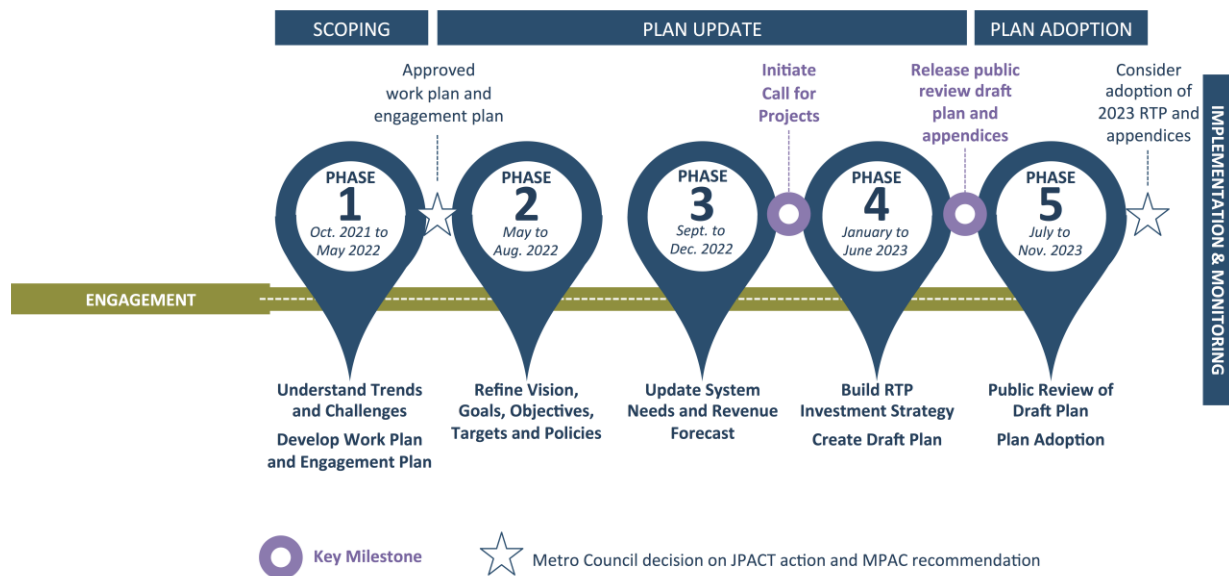 SCOPING
PLAN UPDATE
PLAN ADOPTION
Approved
work plan and
engagement plan
Initiate
Call for
Projects
Release public
review draft
plan and
appendices
Consider
adoption of
2023 RTP and
appendices
IMPLEMENTATION & MONITORING
PHASE
1
Oct. 2021 to
May 2022
PHASE
2
May to
Aug. 2022
PHASE
3
Sept. to
Dec. 2022
PHASE
4
January to
June 2023
PHASE
5
July to
Nov. 2023
ENGAGEMENT
Understand Trends
and Challenges
Develop Work Plan
and Engagement Plan
Refine Vision,
Goals, Objectives,
Targets and Policies
Update System
Needs and Revenue
Forecast
Build RTP
Investment Strategy
Create Draft Plan
Public Review of
Draft Plan
Plan Adoption
Key Milestone
Metro Council decision on JPACT action and MPAC recommendation